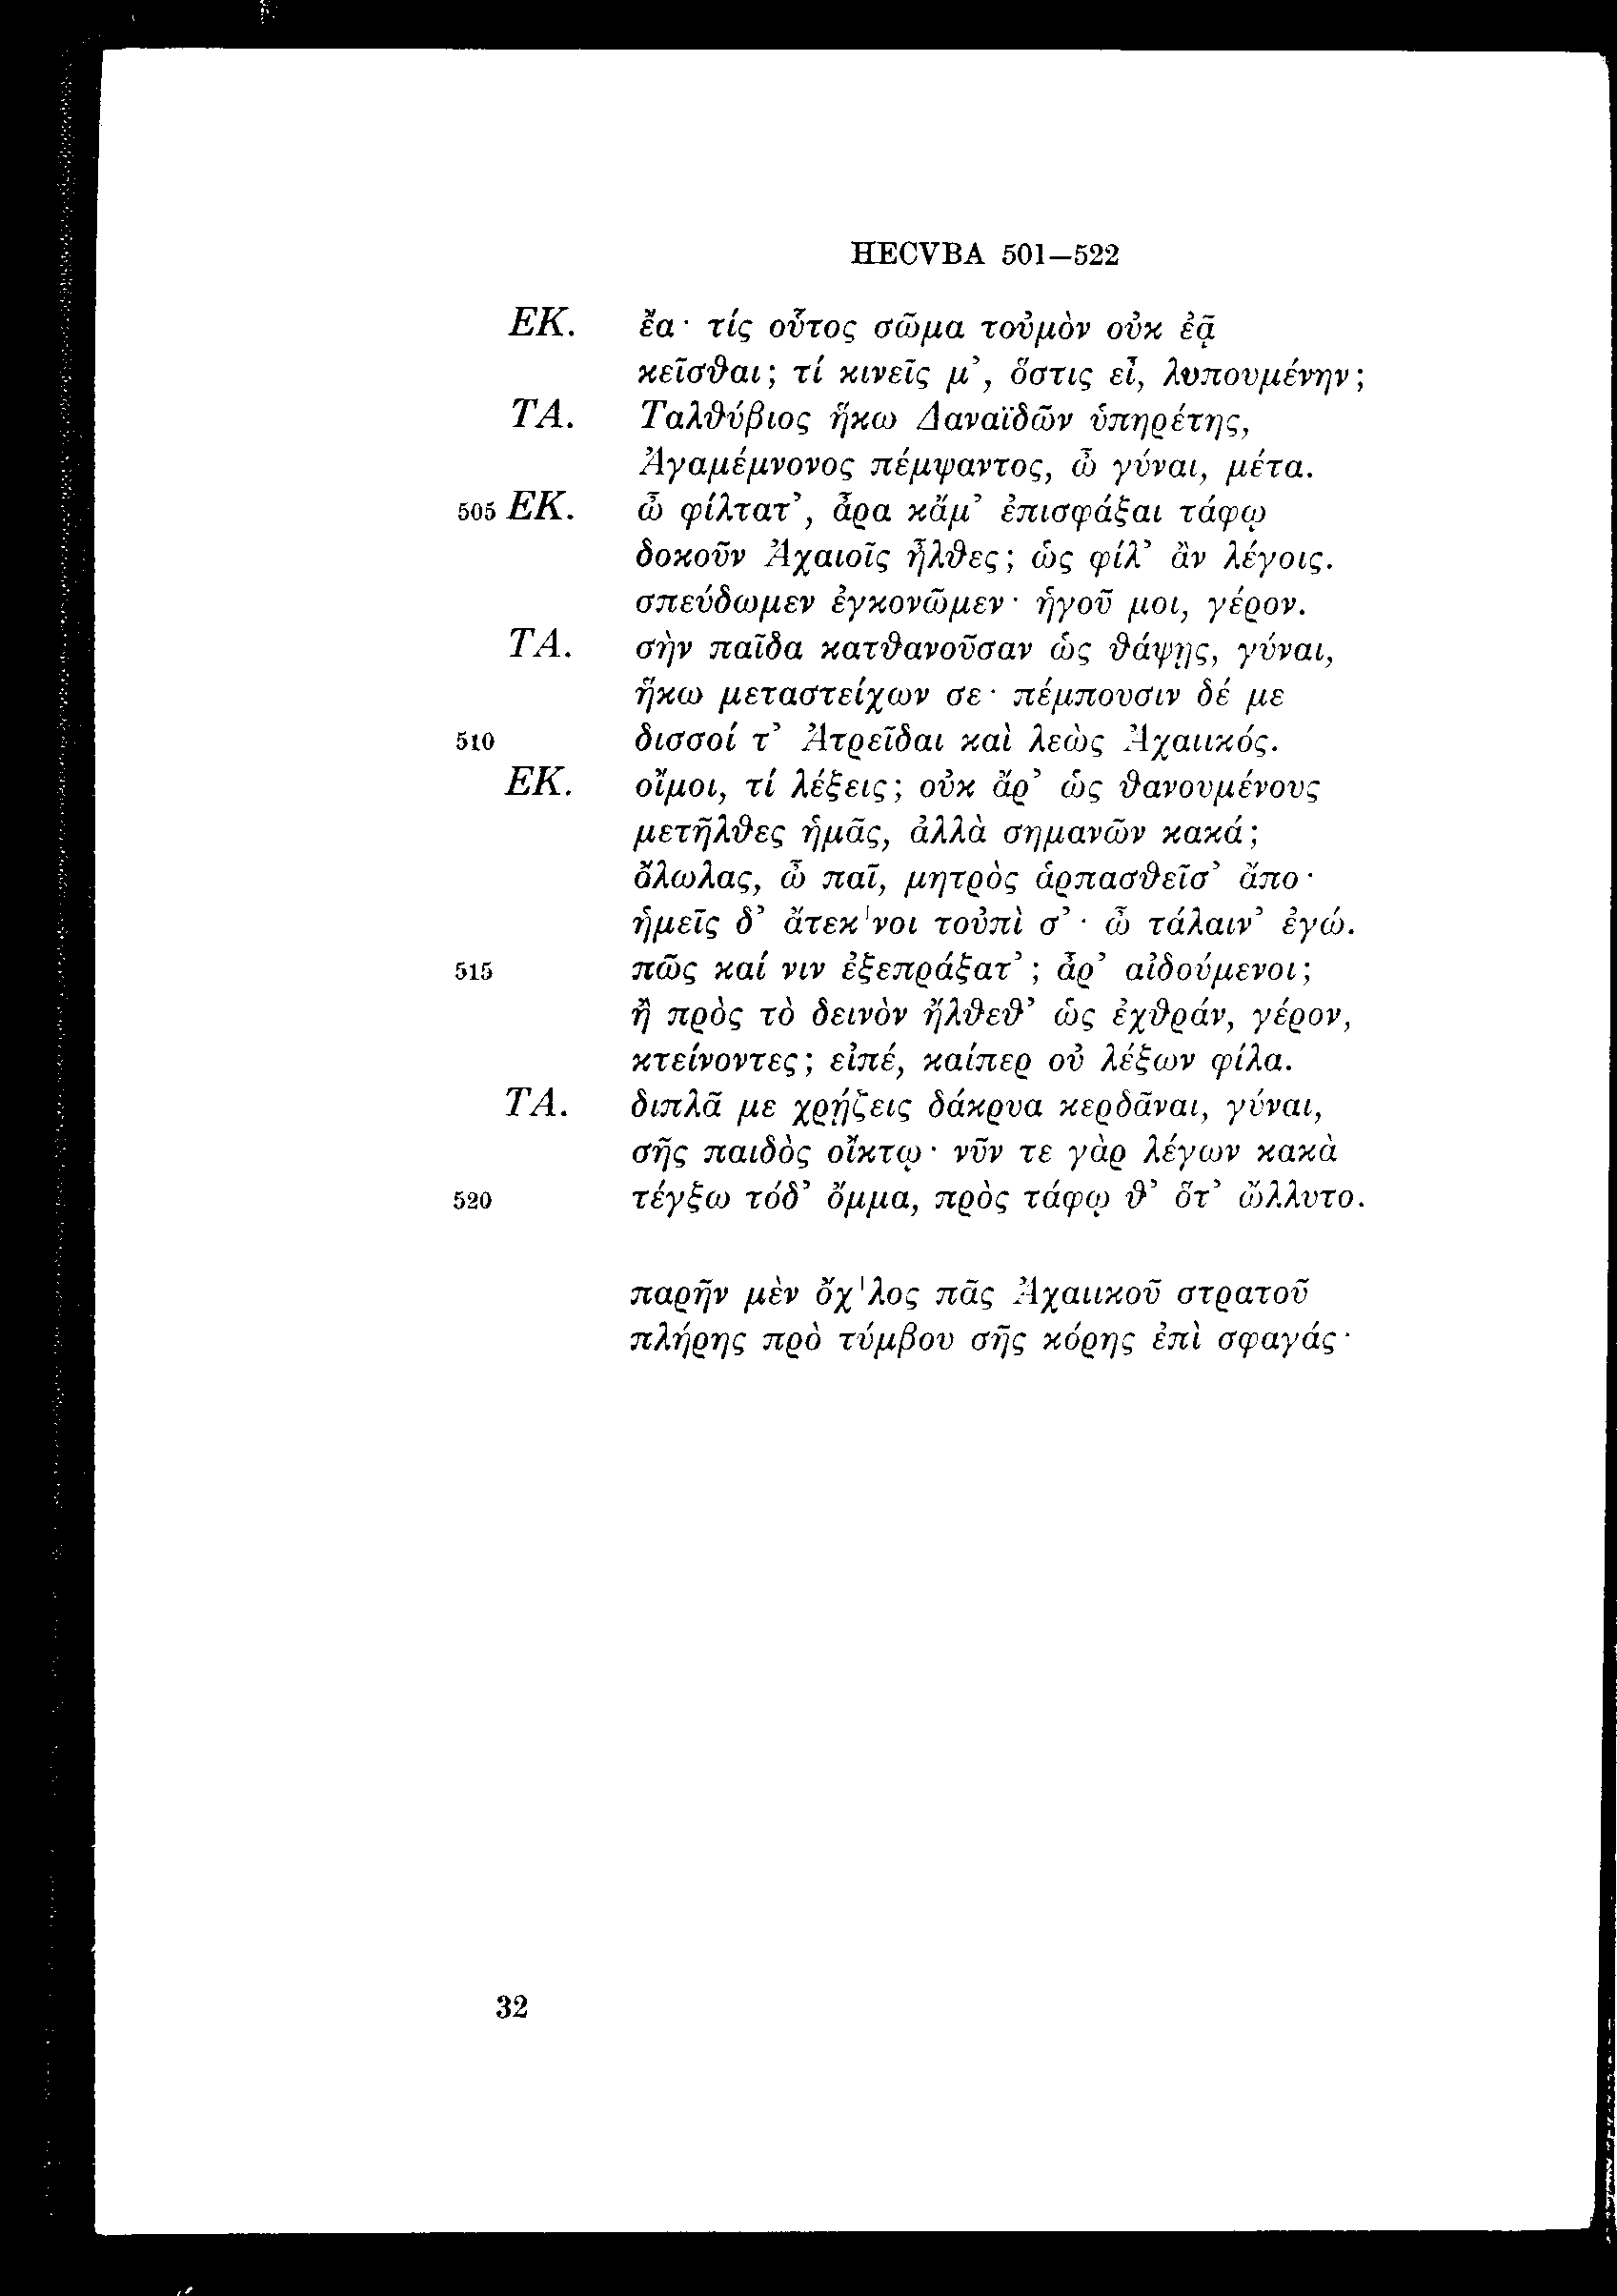 HECVBA 501–522
ΕΚ. ἔα· τίς οὗτος σῶμα τοὐμὸν οὐκ ἐᾷ
κεῖσθαι; τί κινεῖς μ’, ὅστις εἶ, λυπουμένην;
ΤΑ. Ταλθύβιος ἥκω Δαναϊδῶν ὑπηρέτης,
Ἀγαμέμνονος πέμψαντος, ὦ γύναι, μέτα.
505 ΕΚ. ὦ φίλτατ’, ἆρα κἄμ’ ἐπισφάξαι τάφῳ
δοκοῦν Ἀχαιοῖς ἦλθες; ὡς φίλ’ ἂν λέγοις.
σπεύδωμεν ἐγκονῶμεν· ἡγοῦ μοι, γέρον.
ΤΑ. σὴν παῖδα κατθανοῦσαν ὡς θάψῃς, γύναι,
ἥκω μεταστείχων σε· πέμπουσιν δέ με
510 δισσοί τ’ Ἀτρεῖδαι καὶ λεὼς Ἀχαιικός.
ΕΚ. οἴμοι, τί λέξεις; οὐκ ἄρ’ ὡς θανουμένους
μετῆλθες ἡμᾶς, ἀλλὰ σημανῶν κακά;
ὄλωλας, ὦ παῖ, μητρὸς ἁρπασθεῖσ’ ἄπο·
ἡμεῖς δ’ ἄτεκ'νοι τοὐπὶ σ’· ὦ τάλαιν’ ἐγώ.
515 πῶς καί νιν ἐξεπράξατ’; ἆρ’ αἰδούμενοι;
ἢ πρὸς τὸ δεινὸν ἤλθεθ’ ὡς ἐχθράν, γέρον,
κτείνοντες; εἰπέ, καίπερ οὐ λέξων φίλα.
ΤΑ. διπλᾶ με χρῄζεις δάκρυα κερδᾶναι, γύναι,
σῆς παιδὸς οἴκτῳ· νῦν τε γὰρ λέγων κακὰ
520 τέγξω τόδ’ ὄμμα, πρὸς τάφῳ θ’ ὅτ’ ὤλλυτο.
παρῆν μὲν ὄχ'λος πᾶς Ἀχαιικοῦ στρατοῦ
πλήρης πρὸ τύμβου σῆς κόρης ἐπὶ σφαγάς·
32